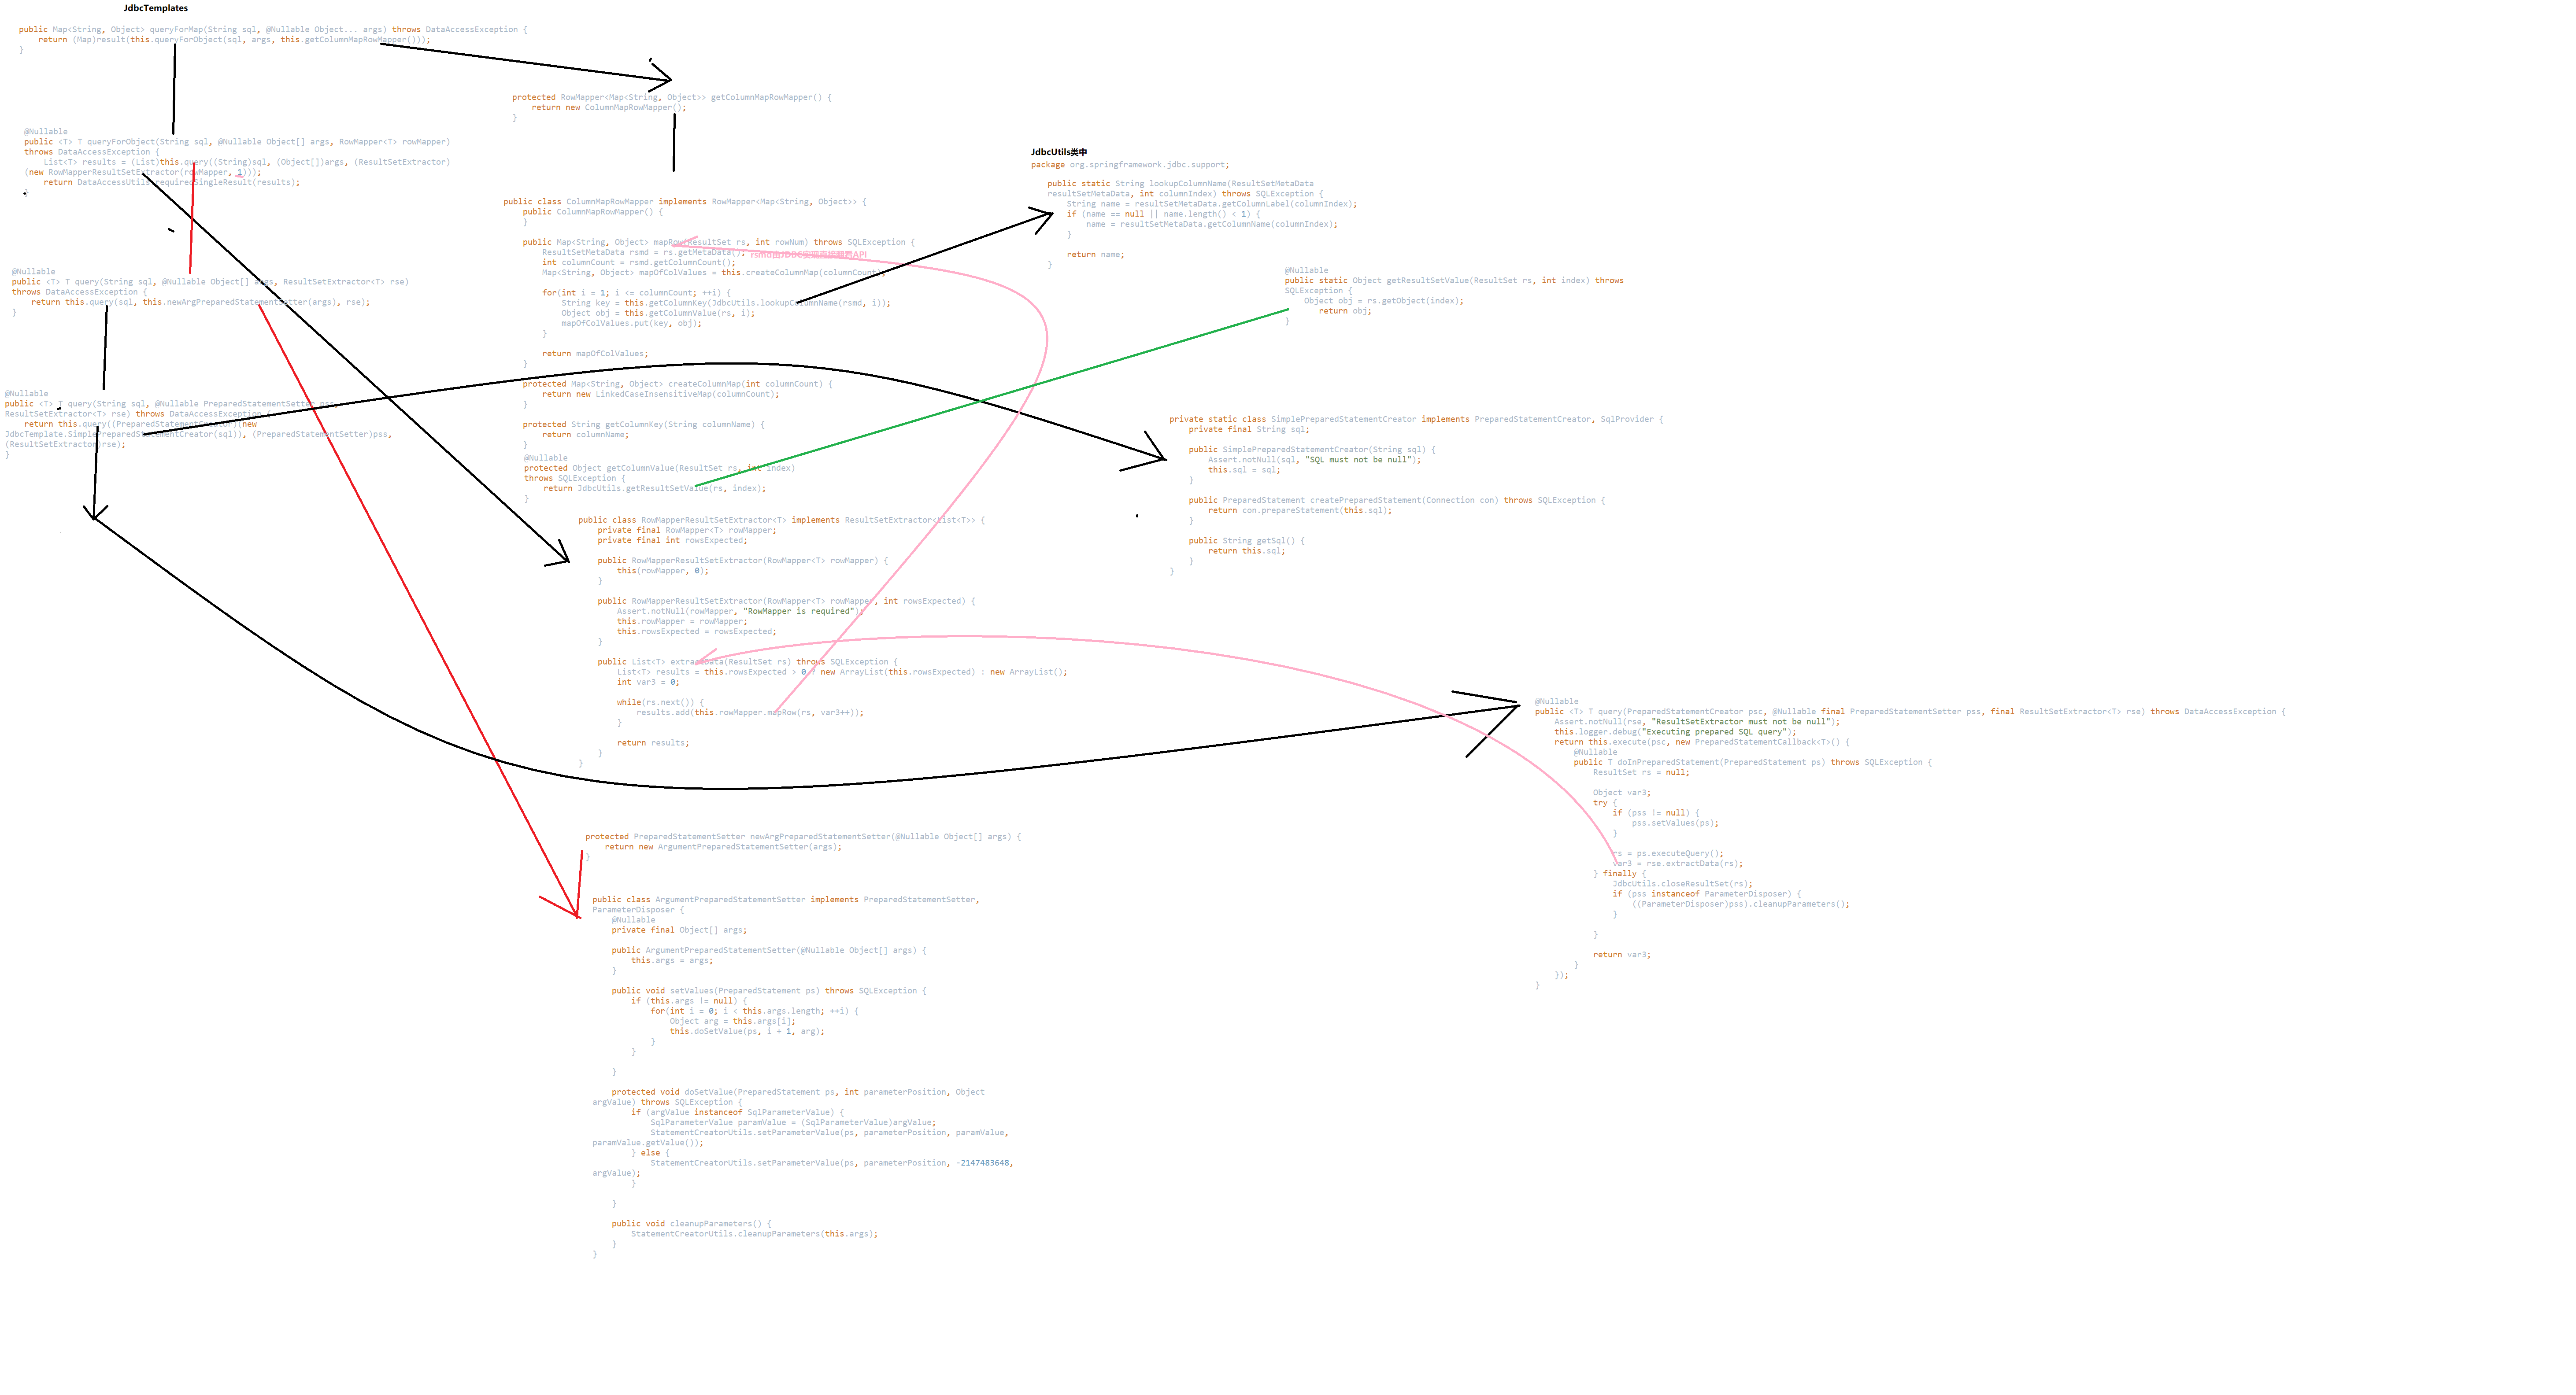 JdbcTemplates
public Map<String, Object> queryForMap(String sql, @Nullable Object... args) throws DataAccessException {
    return (Map)result(this.queryForObject(sql, args, this.getColumnMapRowMapper()));
}
@Nullable
public <T> T queryForObject(String sql, @Nullable Object[] args, RowMapper<T> rowMapper)
throws DataAccessException {
    List<T> results = (List)this.query((String)sql, (Object[])args, (ResultSetExtractor)
(new RowMapperResultSetExtractor(rowMapper, 1)));
    return DataAccessUtils.requiredSingleResult(results);
}
@Nullable
public <T> T query(String sql, @Nullable Object[] args, ResultSetExtractor<T> rse)
throws DataAccessException {
    return this.query(sql, this.newArgPreparedStatementSetter(args), rse);
}
@Nullable
public <T> T query(String sql, @Nullable PreparedStatementSetter pss,
ResultSetExtractor<T> rse) throws DataAccessException {
    return this.query((PreparedStatementCreator)(new
JdbcTemplate.SimplePreparedStatementCreator(sql)), (PreparedStatementSetter)pss,
(ResultSetExtractor)rse);
}
protected RowMapper<Map<String, Object>> getColumnMapRowMapper() {
    return new ColumnMapRowMapper();
}
public class ColumnMapRowMapper implements RowMapper<Map<String, Object>> {
    public ColumnMapRowMapper() {
    }
    public Map<String, Object> mapRow(ResultSet rs, int rowNum) throws SQLException {
        ResultSetMetaData rsmd = rs.getMetaData();
        int columnCount = rsmd.getColumnCount();
        Map<String, Object> mapOfColValues = this.createColumnMap(columnCount);
        for(int i = 1; i <= columnCount; ++i) {
            String key = this.getColumnKey(JdbcUtils.lookupColumnName(rsmd, i));
            Object obj = this.getColumnValue(rs, i);
            mapOfColValues.put(key, obj);
        }
        return mapOfColValues;
    }
    protected Map<String, Object> createColumnMap(int columnCount) {
        return new LinkedCaseInsensitiveMap(columnCount);
    }
    protected String getColumnKey(String columnName) {
        return columnName;
    }
@Nullable
protected Object getColumnValue(ResultSet rs, int index)
throws SQLException {
    return JdbcUtils.getResultSetValue(rs, index);
}
public class RowMapperResultSetExtractor<T> implements ResultSetExtractor<List<T>> {
    private final RowMapper<T> rowMapper;
    private final int rowsExpected;
    public RowMapperResultSetExtractor(RowMapper<T> rowMapper) {
        this(rowMapper, 0);
    }
    public RowMapperResultSetExtractor(RowMapper<T> rowMapper, int rowsExpected) {
        Assert.notNull(rowMapper, "RowMapper is required");
        this.rowMapper = rowMapper;
        this.rowsExpected = rowsExpected;
    }
    public List<T> extractData(ResultSet rs) throws SQLException {
        List<T> results = this.rowsExpected > 0 ? new ArrayList(this.rowsExpected) : new ArrayList();
        int var3 = 0;
        while(rs.next()) {
            results.add(this.rowMapper.mapRow(rs, var3++));
        }
        return results;
    }
}
protected PreparedStatementSetter newArgPreparedStatementSetter(@Nullable Object[] args) {
    return new ArgumentPreparedStatementSetter(args);
}
public class ArgumentPreparedStatementSetter implements PreparedStatementSetter,
ParameterDisposer {
    @Nullable
    private final Object[] args;
    public ArgumentPreparedStatementSetter(@Nullable Object[] args) {
        this.args = args;
    }
    public void setValues(PreparedStatement ps) throws SQLException {
        if (this.args != null) {
            for(int i = 0; i < this.args.length; ++i) {
                Object arg = this.args[i];
                this.doSetValue(ps, i + 1, arg);
            }
        }
    }
    protected void doSetValue(PreparedStatement ps, int parameterPosition, Object
argValue) throws SQLException {
        if (argValue instanceof SqlParameterValue) {
            SqlParameterValue paramValue = (SqlParameterValue)argValue;
            StatementCreatorUtils.setParameterValue(ps, parameterPosition, paramValue,
paramValue.getValue());
        } else {
            StatementCreatorUtils.setParameterValue(ps, parameterPosition, -2147483648,
argValue);
        }
    }
    public void cleanupParameters() {
        StatementCreatorUtils.cleanupParameters(this.args);
    }
}
JdbcUtils类中
package org.springframework.jdbc.support;
public static String lookupColumnName(ResultSetMetaData
resultSetMetaData, int columnIndex) throws SQLException {
    String name = resultSetMetaData.getColumnLabel(columnIndex);
    if (name == null || name.length() < 1) {
        name = resultSetMetaData.getColumnName(columnIndex);
    }
    return name;
}
@Nullable
public static Object getResultSetValue(ResultSet rs, int index) throws
SQLException {
    Object obj = rs.getObject(index);
    return obj;
}
private static class SimplePreparedStatementCreator implements PreparedStatementCreator, SqlProvider {
    private final String sql;
    public SimplePreparedStatementCreator(String sql) {
        Assert.notNull(sql, "SQL must not be null");
        this.sql = sql;
    }
    public PreparedStatement createPreparedStatement(Connection con) throws SQLException {
        return con.prepareStatement(this.sql);
    }
    public String getSql() {
        return this.sql;
    }
}
@Nullable
public <T> T query(PreparedStatementCreator psc, @Nullable final PreparedStatementSetter pss, final ResultSetExtractor<T> rse) throws DataAccessException {
    Assert.notNull(rse, "ResultSetExtractor must not be null");
    this.logger.debug("Executing prepared SQL query");
    return this.execute(psc, new PreparedStatementCallback<T>() {
        @Nullable
        public T doInPreparedStatement(PreparedStatement ps) throws SQLException {
            ResultSet rs = null;
            Object var3;
            try {
                if (pss != null) {
                    pss.setValues(ps);
                }
                rs = ps.executeQuery();
                var3 = rse.extractData(rs);
            } finally {
                JdbcUtils.closeResultSet(rs);
                if (pss instanceof ParameterDisposer) {
                    ((ParameterDisposer)pss).cleanupParameters();
                }
            }
            return var3;
        }
    });
}